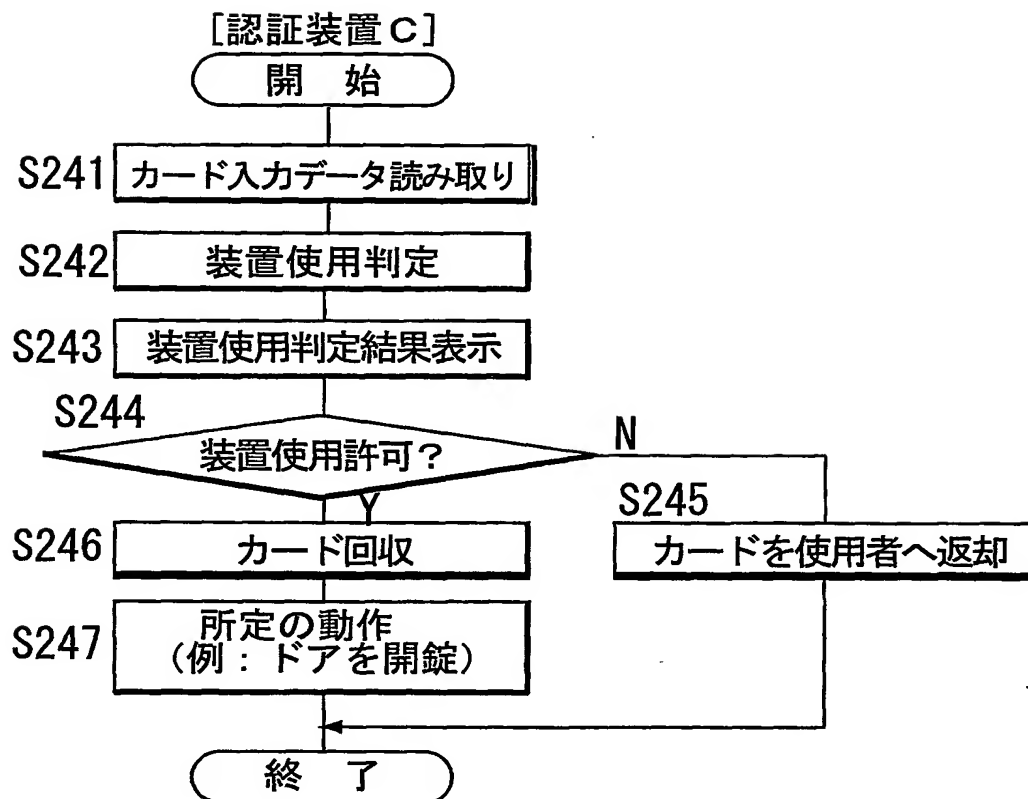 [認証装置C]
開 始
S241
カード入力データ読み取り
S242
装置使用判定
S243
装置使用判定結果表示
S244
装置使用許可?
N
Y
S245
カードを使用者へ返却
S246
カード回収
S247
所定の動作
(例:ドアを開錠)
終 了